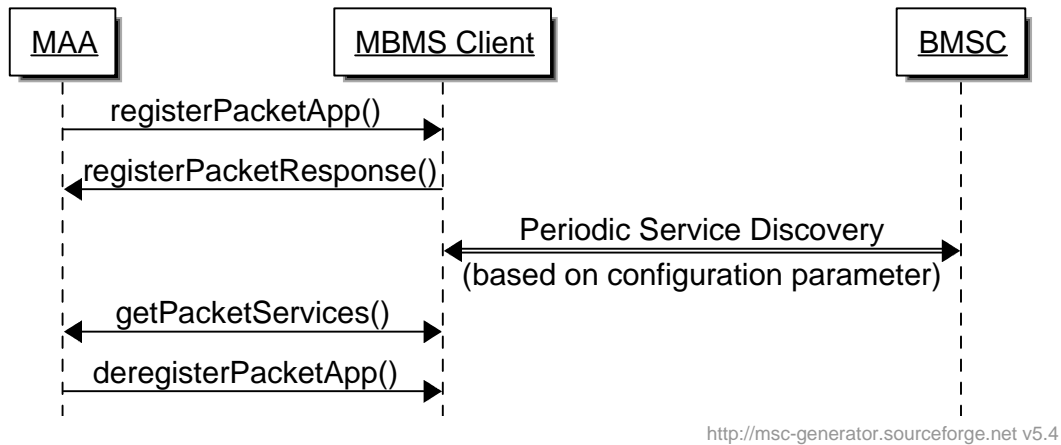 MAA
MBMS Client
BMSC
registerPacketApp()
registerPacketResponse()
Periodic Service Discovery
(based on configuration parameter)
getPacketServices()
deregisterPacketApp()
http://msc-generator.sourceforge.net v5.4